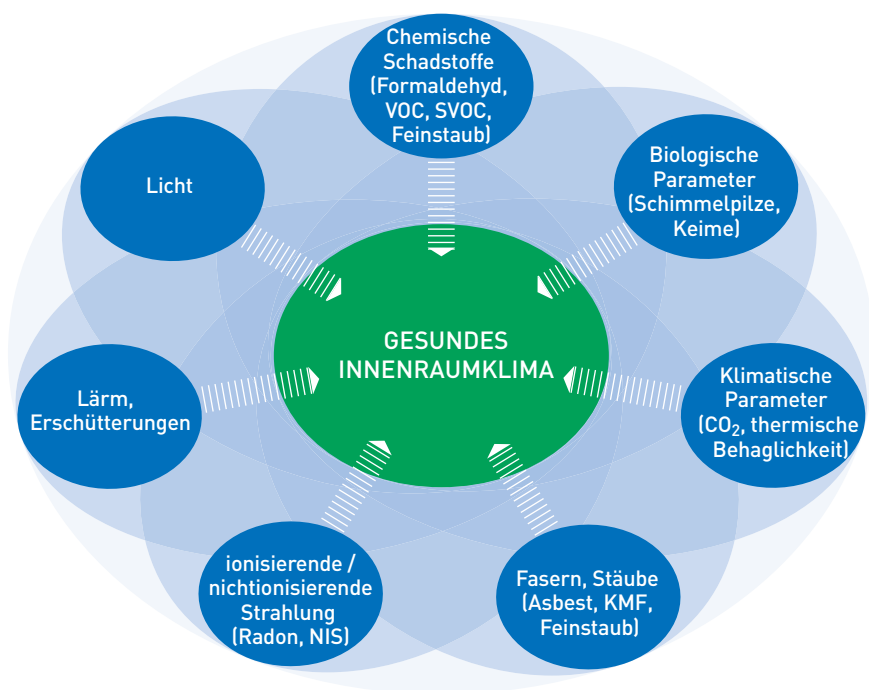 Chemische
Schadstoffe
(Formaldehyd,
VOC, SVOC,
Feinstaub)
Biologische
Parameter
(Schimmelpilze,
Keime)
Licht
GESUNDES
INNENRAUMKLIMA
Klimatische
Parameter
(CO₂, thermische
Behaglichkeit)
Lärm,
Erschütterungen
ionisierende /
nichtionisierende
Strahlung
(Radon, NIS)
Fasern, Stäube
(Asbest, KMF,
Feinstaub)